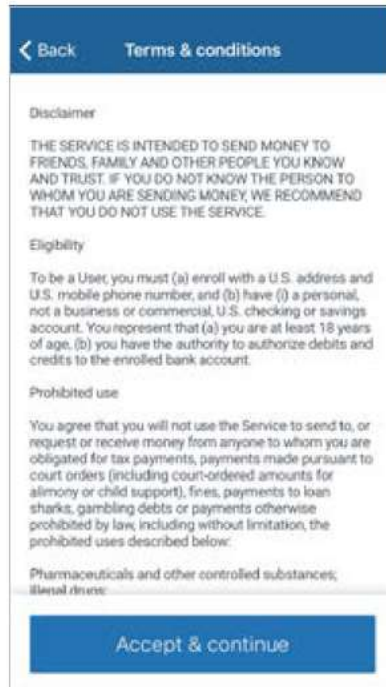 Back Terms & conditions
Disclaimer
THE SERVICE IS INTENDED TO SEND MONEY TO
FRIENDS, FAMILY AND OTHER PEOPLE YOU KNOW
AND TRUST. IF YOU DO NOT KNOW THE PERSON TO
WHOM YOU ARE SENDING MONEY, WE RECOMMEND
THAT YOU DO NOT USE THE SERVICE.
Eligibility
To be a User, you must (a) enroll with a U.S. address and
U.S. mobile phone number, and (b) have (i) a personal,
not a business or commercial, U.S. checking or savings
account. You represent that (a) you are at least 18 years
of age, (b) you have the authority to authorize debits and
credits to the enrolled bank account.
Prohibited use
You agree that you will not use the Service to send to, or
request or receive money from anyone to whom you are
obligated for tax payments, payments made pursuant to
court orders (including court-ordered amounts for
alimony or child support), fines, payments to loan
sharks, gambling debts or payments otherwise
prohibited by law, including without limitation, the
prohibited uses described below:
Pharmaceuticals and other controlled substances;
illegal drugs;
Accept & continue